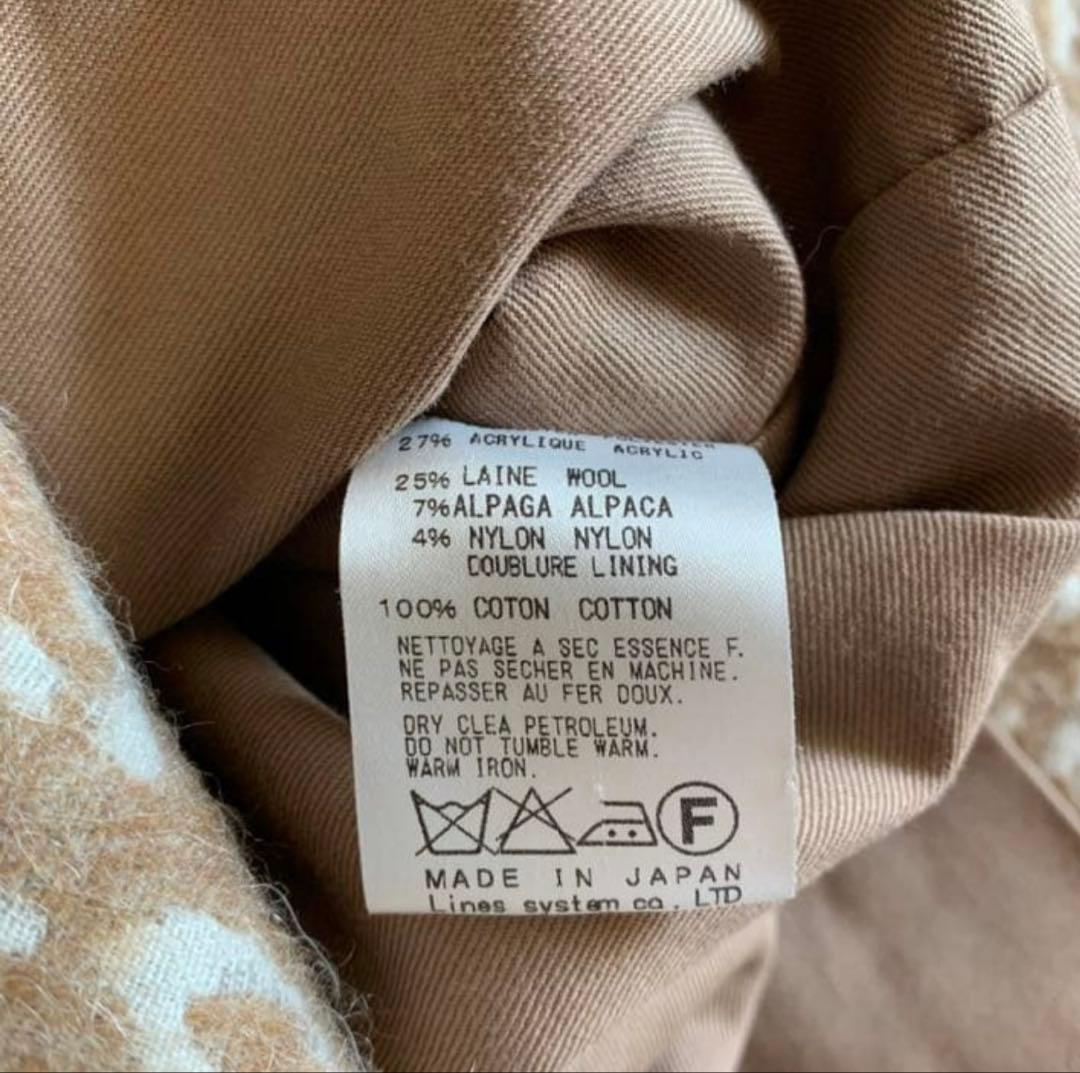 27% ACRYLIQUE ACRYLIC
25% LAINE WOOL
7% ALPAGA ALPACA
4% NYLON NYLON
DOUBLURE LINING
100% COTON COTTON
NETTOYAGE A SEC ESSENCE F.
NE PAS SECHER EN MACHINE.
REPASSER AU FER DOUX.
DRY CLEA PETROLEUM.
DO NOT TUMBLE WARM.
WARM IRON.
F
MADE IN JAPAN
Lines system co. LTD